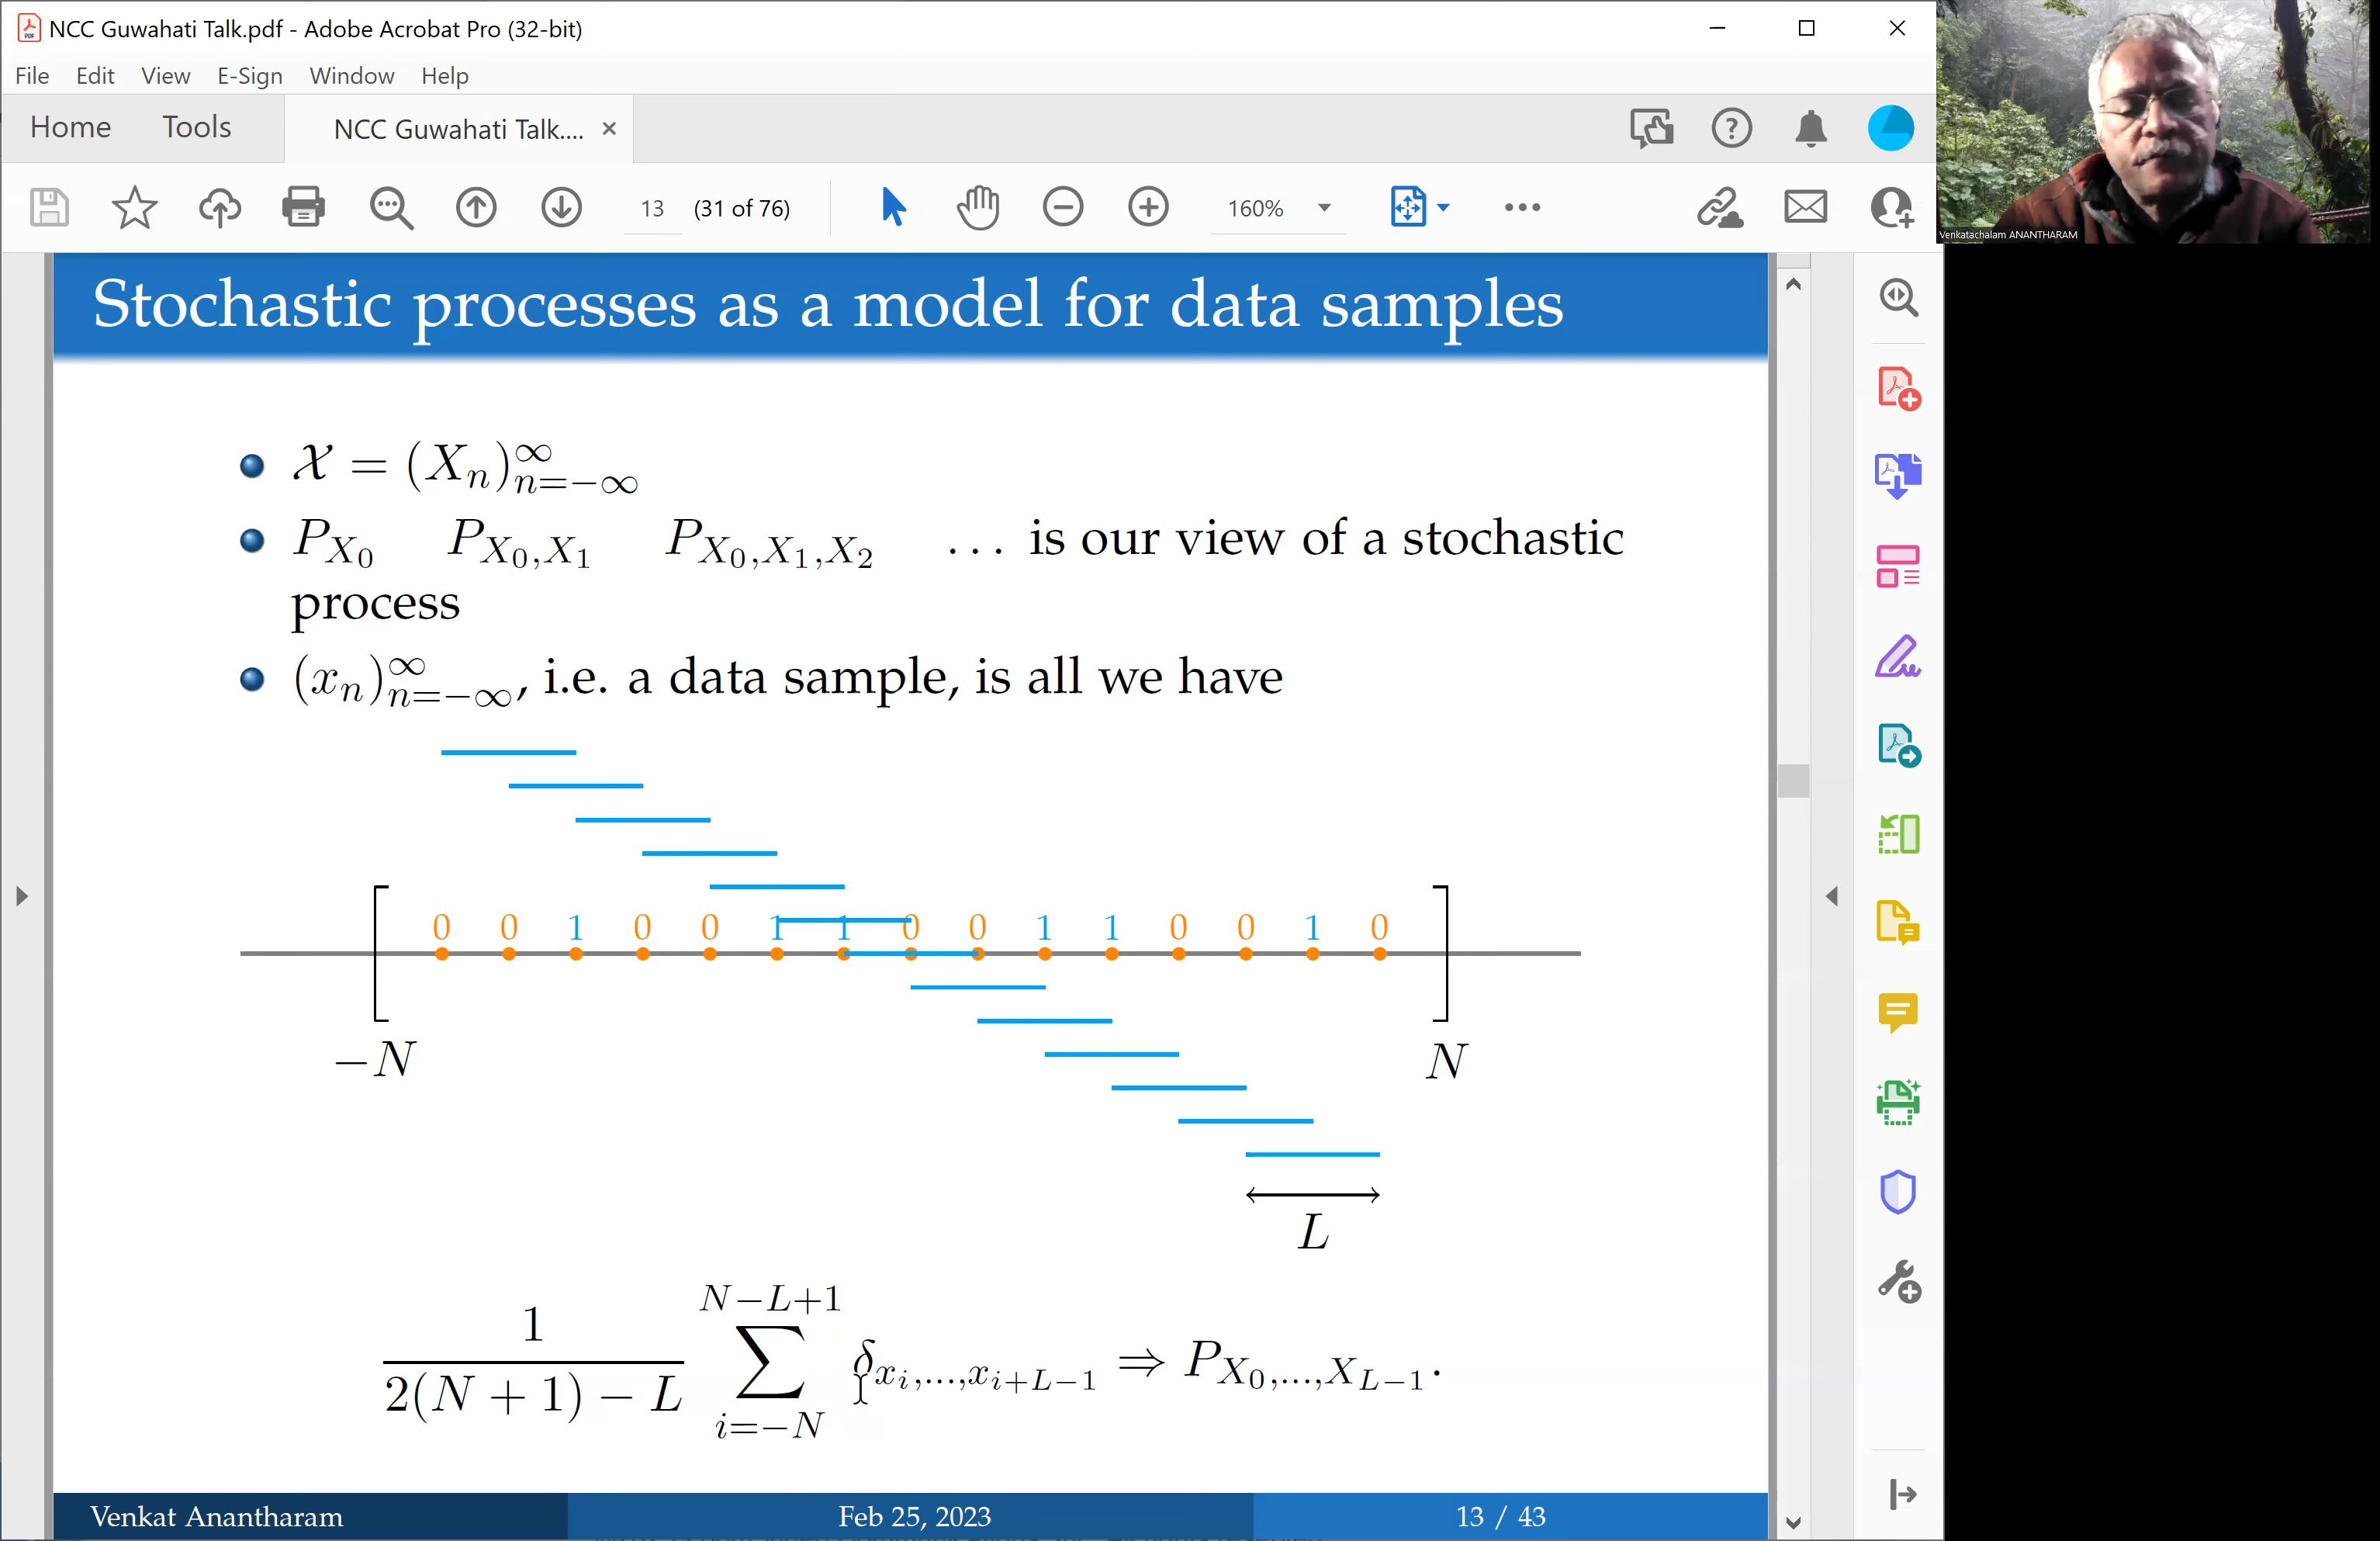 NCC Guwahati Talk.pdf - Adobe Acrobat Pro (32-bit)
File Edit View E-Sign Window Help
Home Tools NCC Guwahati Talk.... ×
13 (31 of 76) 160%
Venkatachalam ANANTHARAM
Stochastic processes as a model for data samples
𝒳 = (Xₙ)_{n=−∞}^{∞}
P_{X₀} P_{X₀,X₁} P_{X₀,X₁,X₂} … is our view of a stochastic
process
(xₙ)_{n=−∞}^{∞}, i.e. a data sample, is all we have
0 0 1 0 0 1 1 0 0 1 1 0 0 1 0
−N N
L
1/(2(N + 1) − L) ∑_{i=−N}^{N−L+1} δ_{x_i,...,x_{i+L−1}} ⇒ P_{X₀,...,X_{L−1}}.
Venkat Anantharam Feb 25, 2023 13 / 43